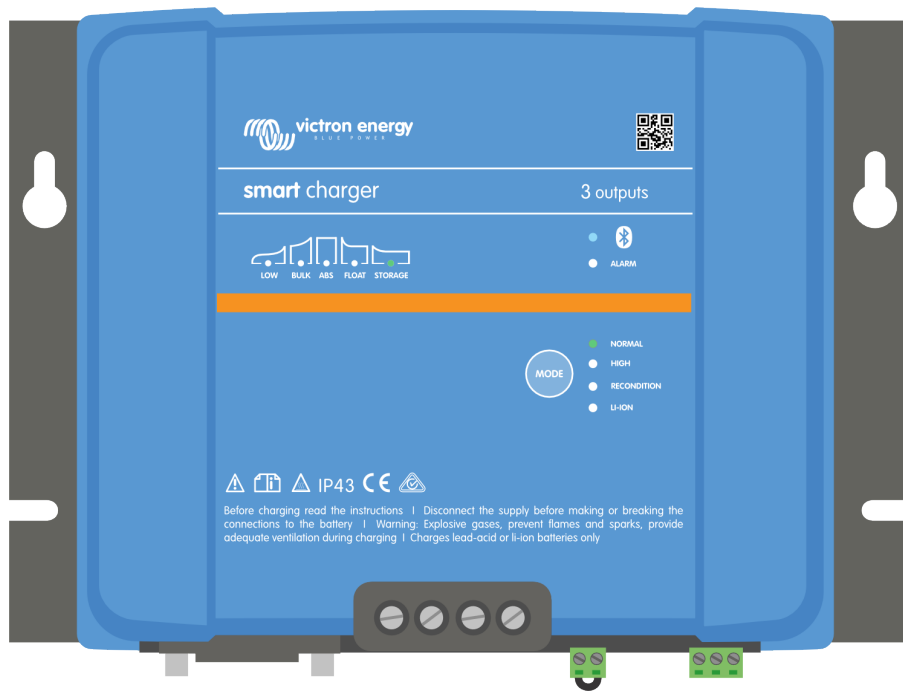 victron energy
BLUE POWER
smart charger 3 outputs
LOW BULK ABS FLOAT STORAGE
ALARM
NORMAL
HIGH
MODE
RECONDITION
LI-ION
IP43 CE
Before charging read the instructions I Disconnect the supply before making or breaking the
connections to the battery I Warning: Explosive gases, prevent flames and sparks, provide
adequate ventilation during charging I Charges lead-acid or li-ion batteries only